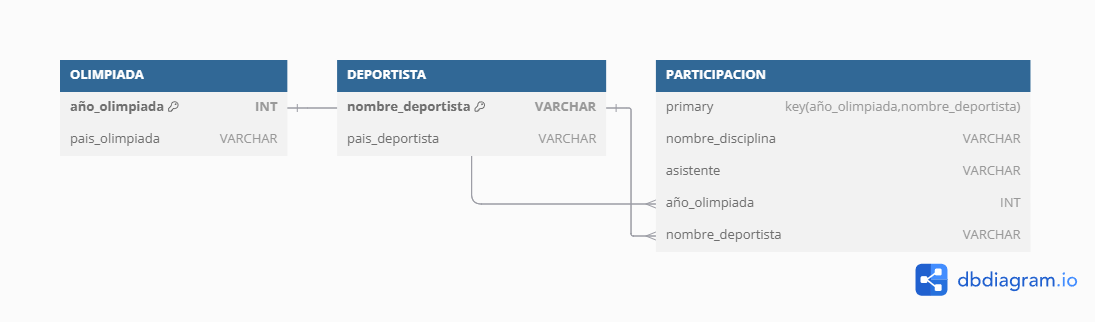 OLIMPIADA
año_olimpiada INT
pais_olimpiada VARCHAR
DEPORTISTA
nombre_deportista VARCHAR
pais_deportista VARCHAR
PARTICIPACION
primary key(año_olimpiada,nombre_deportista)
nombre_disciplina VARCHAR
asistente VARCHAR
año_olimpiada INT
nombre_deportista VARCHAR
dbdiagram.io